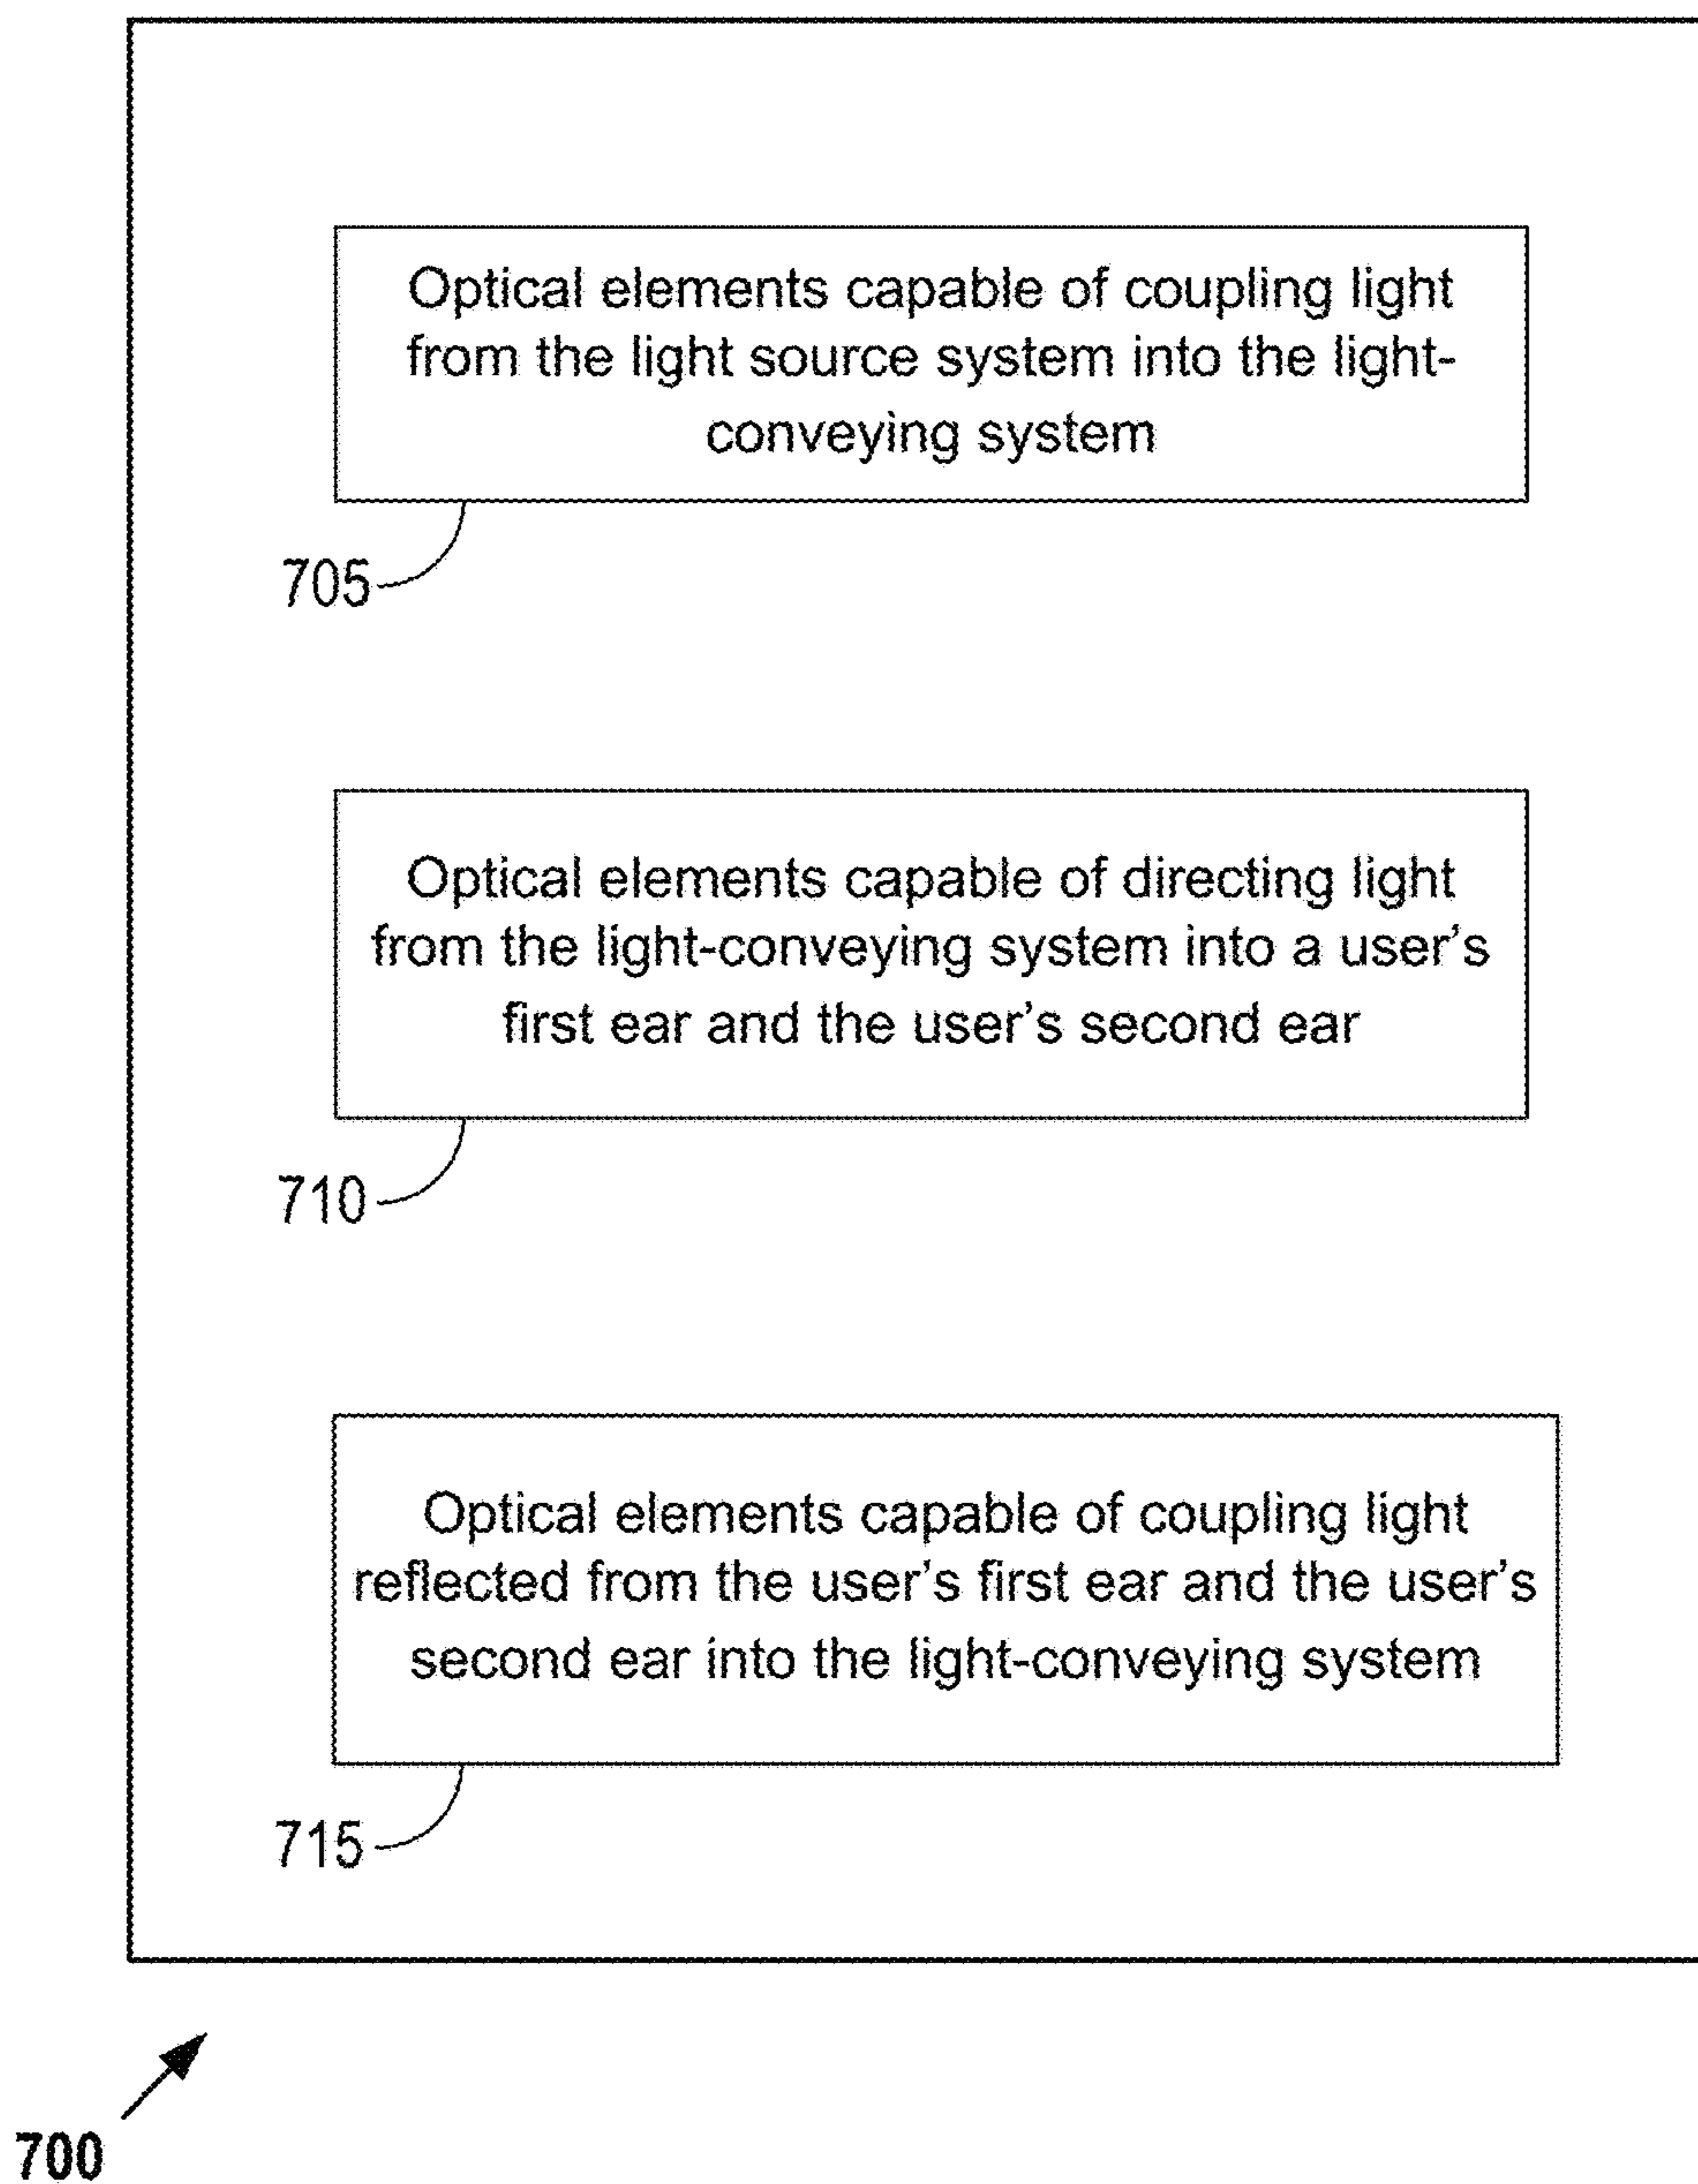 Optical elements capable of coupling light
from the light source system into the light-
conveying system
705
Optical elements capable of directing light
from the light-conveying system into a user's
first ear and the user's second ear
710
Optical elements capable of coupling light
reflected from the user's first ear and the user's
second ear into the light-conveying system
715
700